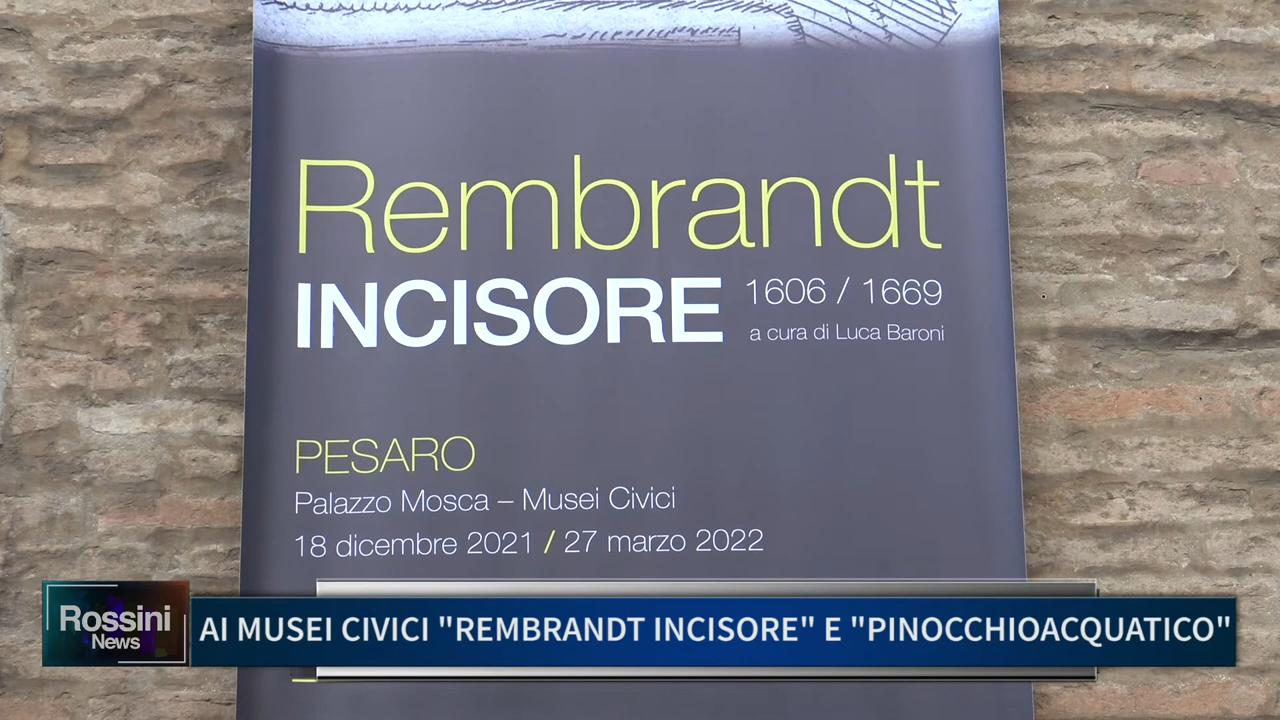 Rembrandt
INCISORE 1606 / 1669
a cura di Luca Baroni
PESARO
Palazzo Mosca – Musei Civici
18 dicembre 2021 / 27 marzo 2022
Rossini
News
AI MUSEI CIVICI "REMBRANDT INCISORE" E "PINOCCHIOACQUATICO"